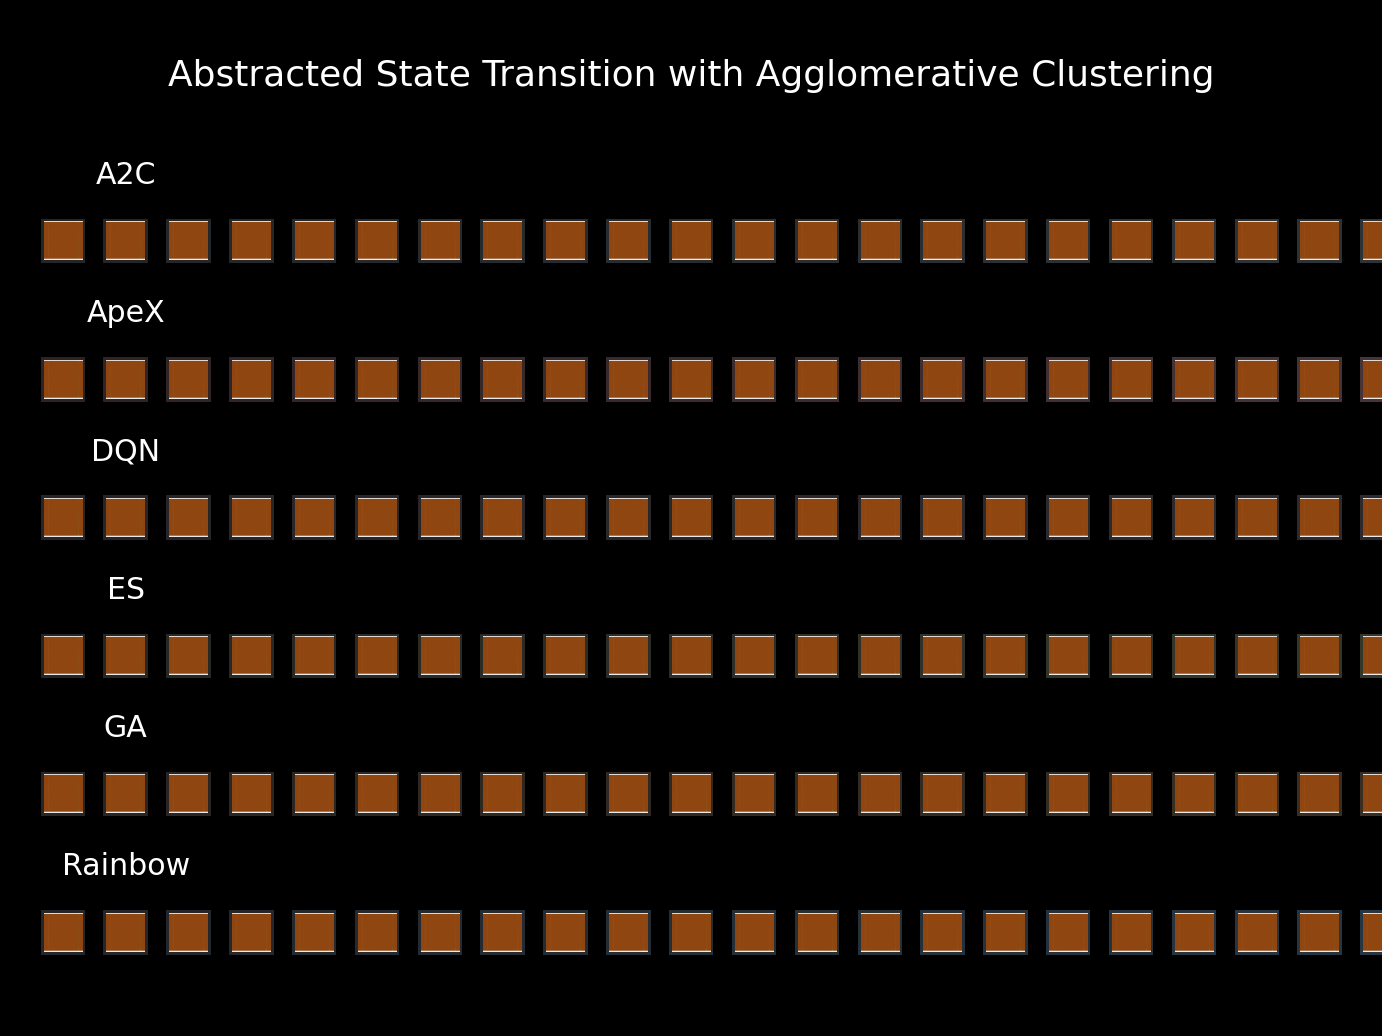 Abstracted State Transition with Agglomerative Clustering
A2C
ApeX
DQN
ES
GA
Rainbow